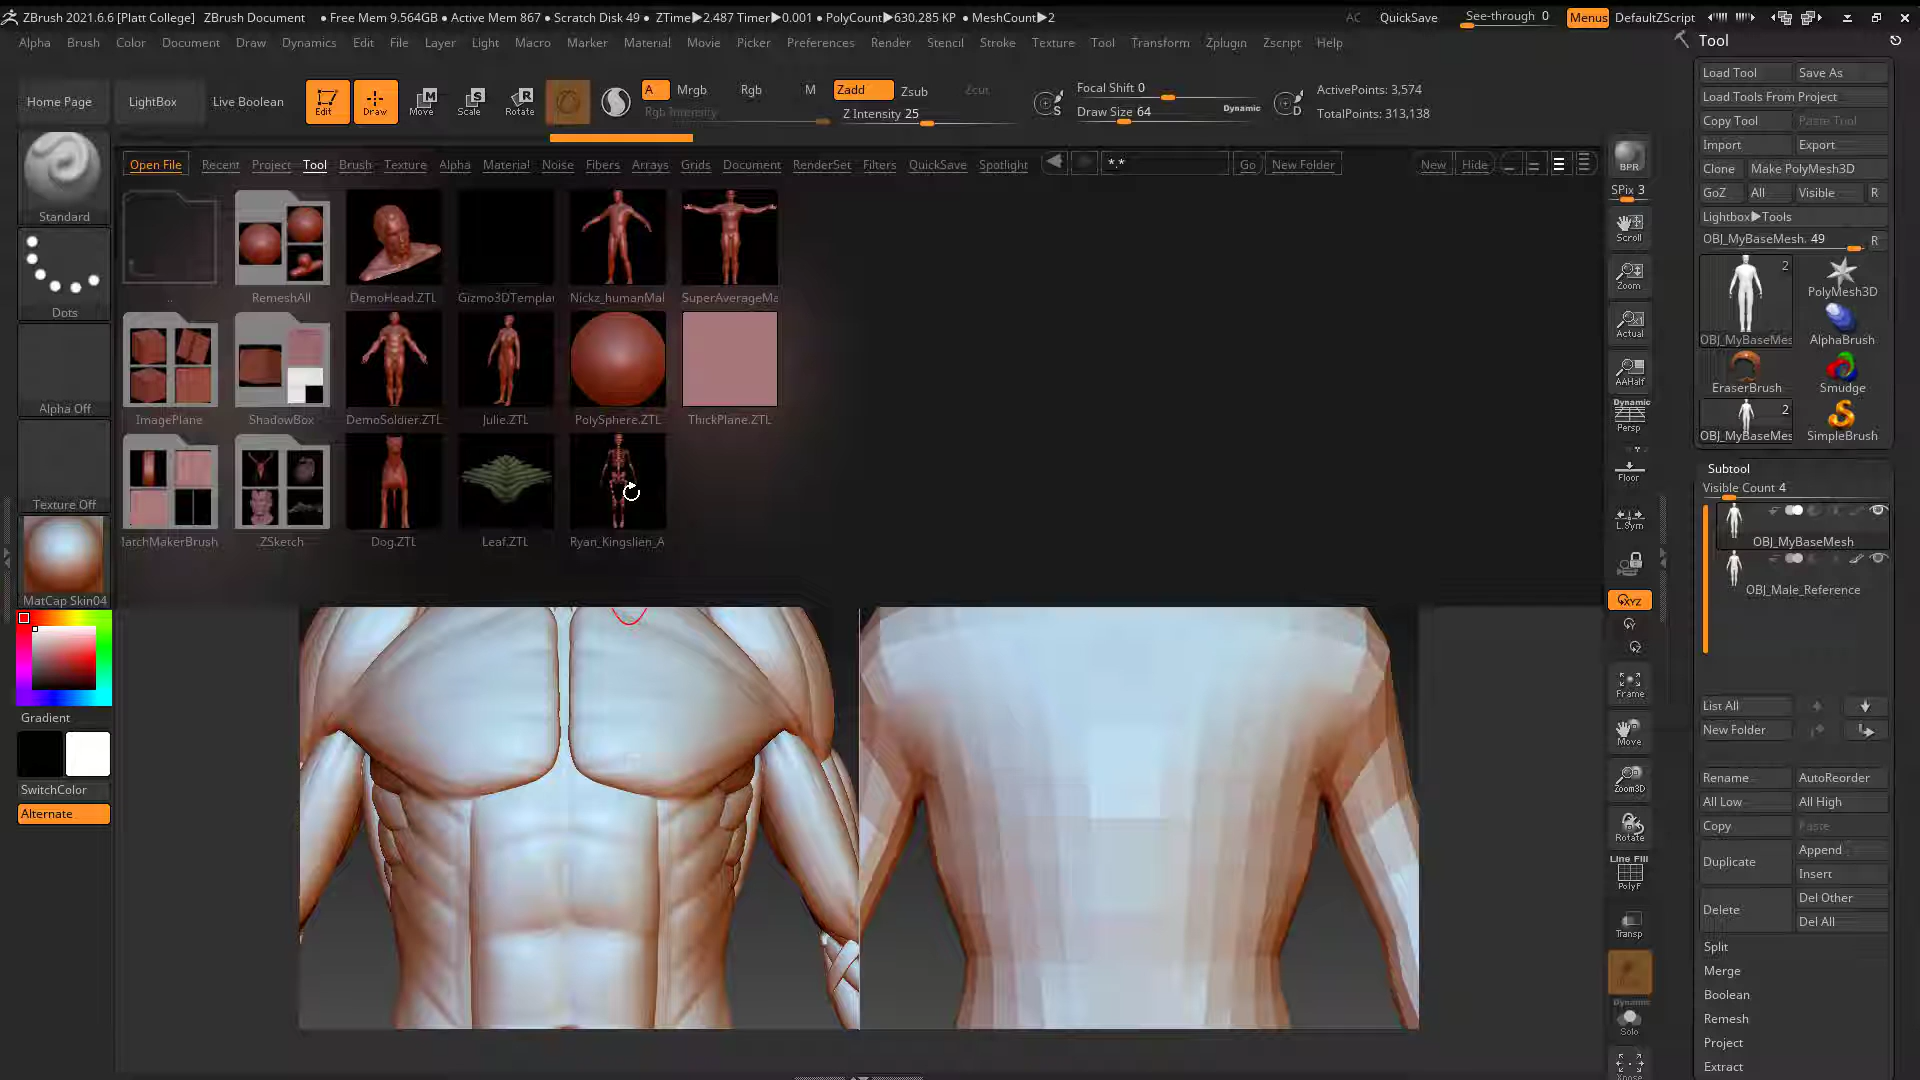 ZBrush 2021.6.6 [Platt College] ZBrush Document • Free Mem 9.564GB • Active Mem 867 • Scratch Disk 49 • ZTime▶2.487 Timer▶0.001 • PolyCount▶630.285 KP • MeshCount▶2 AC QuickSave See-through 0 Menus DefaultZScript
Alpha Brush Color Document Draw Dynamics Edit File Layer Light Macro Marker Material Movie Picker Preferences Render Stencil Stroke Texture Tool Transform Zplugin Zscript Help
Home Page LightBox Live Boolean Edit Draw Move Scale Rotate
A Mrgb Rgb M Zadd Zsub Zcut
Rgb Intensity Z Intensity 25
Focal Shift 0
Draw Size 64 Dynamic
ActivePoints: 3,574
TotalPoints: 313,138
Open File Recent Project Tool Brush Texture Alpha Material Noise Fibers Arrays Grids Document RenderSet Filters QuickSave Spotlight *.* Go New Folder New Hide
.. RemeshAll DemoHead.ZTL Gizmo3DTempla Nickz_humanMal SuperAverageMa
ImagePlane ShadowBox DemoSoldier.ZTL Julie.ZTL PolySphere.ZTL ThickPlane.ZTL
latchMakerBrush ZSketch Dog.ZTL Leaf.ZTL Ryan_Kingslien_A
Standard
Dots
Alpha Off
Texture Off
MatCap Skin04
Gradient
SwitchColor
Alternate
BPR
SPix 3
Scroll
Zoom
Actual
AAHalf
Dynamic
Persp
Floor
L.Sym
XYZ
Y
Z
Frame
Move
Zoom3D
Rotate
Line Fill
PolyF
Transp
Dynamic
Solo
Xpose
Tool
Load Tool Save As
Load Tools From Project
Copy Tool Paste Tool
Import Export
Clone Make PolyMesh3D
GoZ All Visible R
Lightbox▶Tools
OBJ_MyBaseMesh. 49 R
2
PolyMesh3D
OBJ_MyBaseMes AlphaBrush
EraserBrush Smudge
2
OBJ_MyBaseMes SimpleBrush
Subtool
Visible Count 4
OBJ_MyBaseMesh
OBJ_Male_Reference
List All
New Folder
Rename AutoReorder
All Low All High
Copy Paste
Duplicate Append
Insert
Delete Del Other
Del All
Split
Merge
Boolean
Remesh
Project
Extract